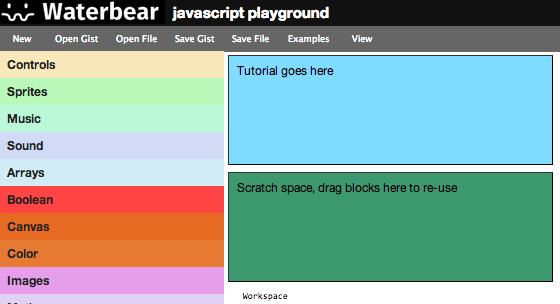 Waterbear javascript playground
New Open Gist Open File Save Gist Save File Examples View
Controls
Sprites
Music
Sound
Arrays
Boolean
Canvas
Color
Images
Tutorial goes here
Scratch space, drag blocks here to re-use
Workspace